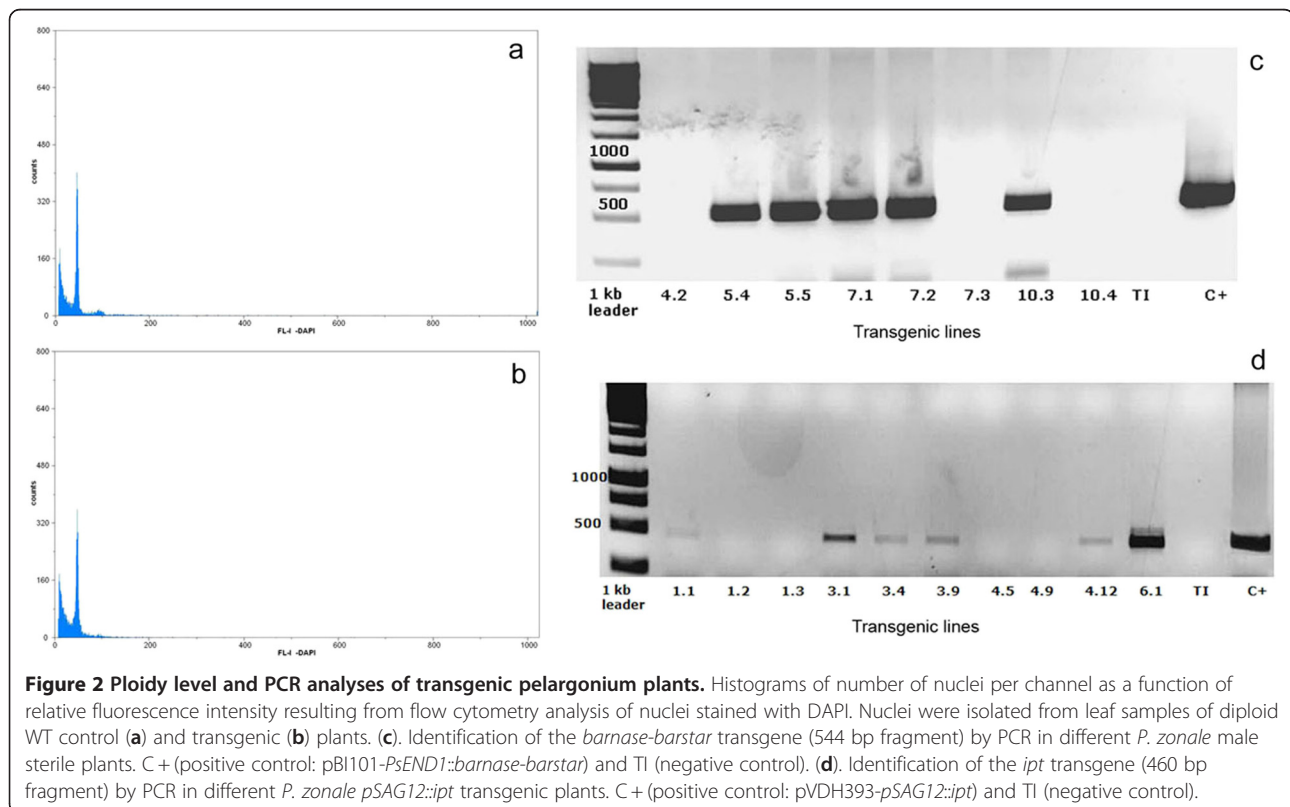 a
800
640
480
320
160
0
counts
0 200 400 600 800 1000
FL-I -DAPI
b
800
640
480
320
160
0
counts
0 200 400 600 800 1000
FL-I -DAPI
c
1000
500
1 kb leader 4.2 5.4 5.5 7.1 7.2 7.3 10.3 10.4 TI C+
Transgenic lines
d
1000
500
1 kb leader 1.1 1.2 1.3 3.1 3.4 3.9 4.5 4.9 4.12 6.1 TI C+
Transgenic lines
Figure 2 Ploidy level and PCR analyses of transgenic pelargonium plants. Histograms of number of nuclei per channel as a function of
relative fluorescence intensity resulting from flow cytometry analysis of nuclei stained with DAPI. Nuclei were isolated from leaf samples of diploid
WT control (a) and transgenic (b) plants. (c). Identification of the barnase-barstar transgene (544 bp fragment) by PCR in different P. zonale male
sterile plants. C + (positive control: pBI101-PsEND1::barnase-barstar) and TI (negative control). (d). Identification of the ipt transgene (460 bp
fragment) by PCR in different P. zonale pSAG12::ipt transgenic plants. C + (positive control: pVDH393-pSAG12::ipt) and TI (negative control).